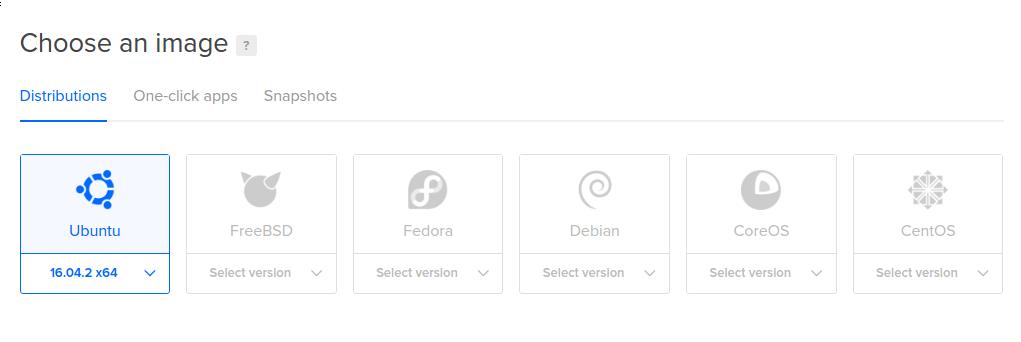 Choose an image ?
Distributions One-click apps Snapshots
Ubuntu FreeBSD Fedora Debian CoreOS CentOS
16.04.2 x64 Select version Select version Select version Select version Select version